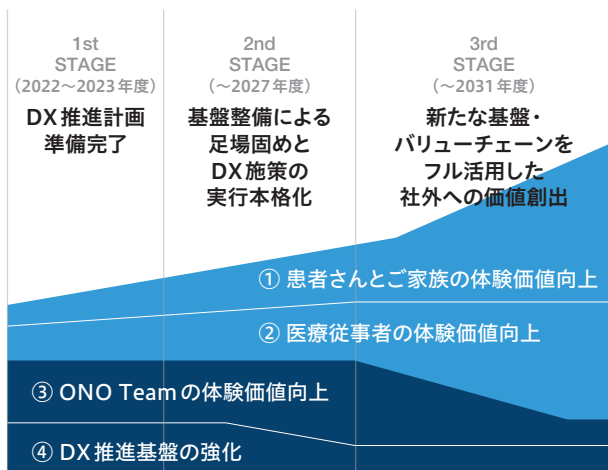 1st
STAGE
（2022～2023年度）
DX推進計画
準備完了
2nd
STAGE
（～2027年度）
基盤整備による
足場固めと
DX施策の
実行本格化
3rd
STAGE
（～2031年度）
新たな基盤・
バリューチェーンを
フル活用した
社外への価値創出
① 患者さんとご家族の体験価値向上
② 医療従事者の体験価値向上
③ ONO Teamの体験価値向上
④ DX推進基盤の強化